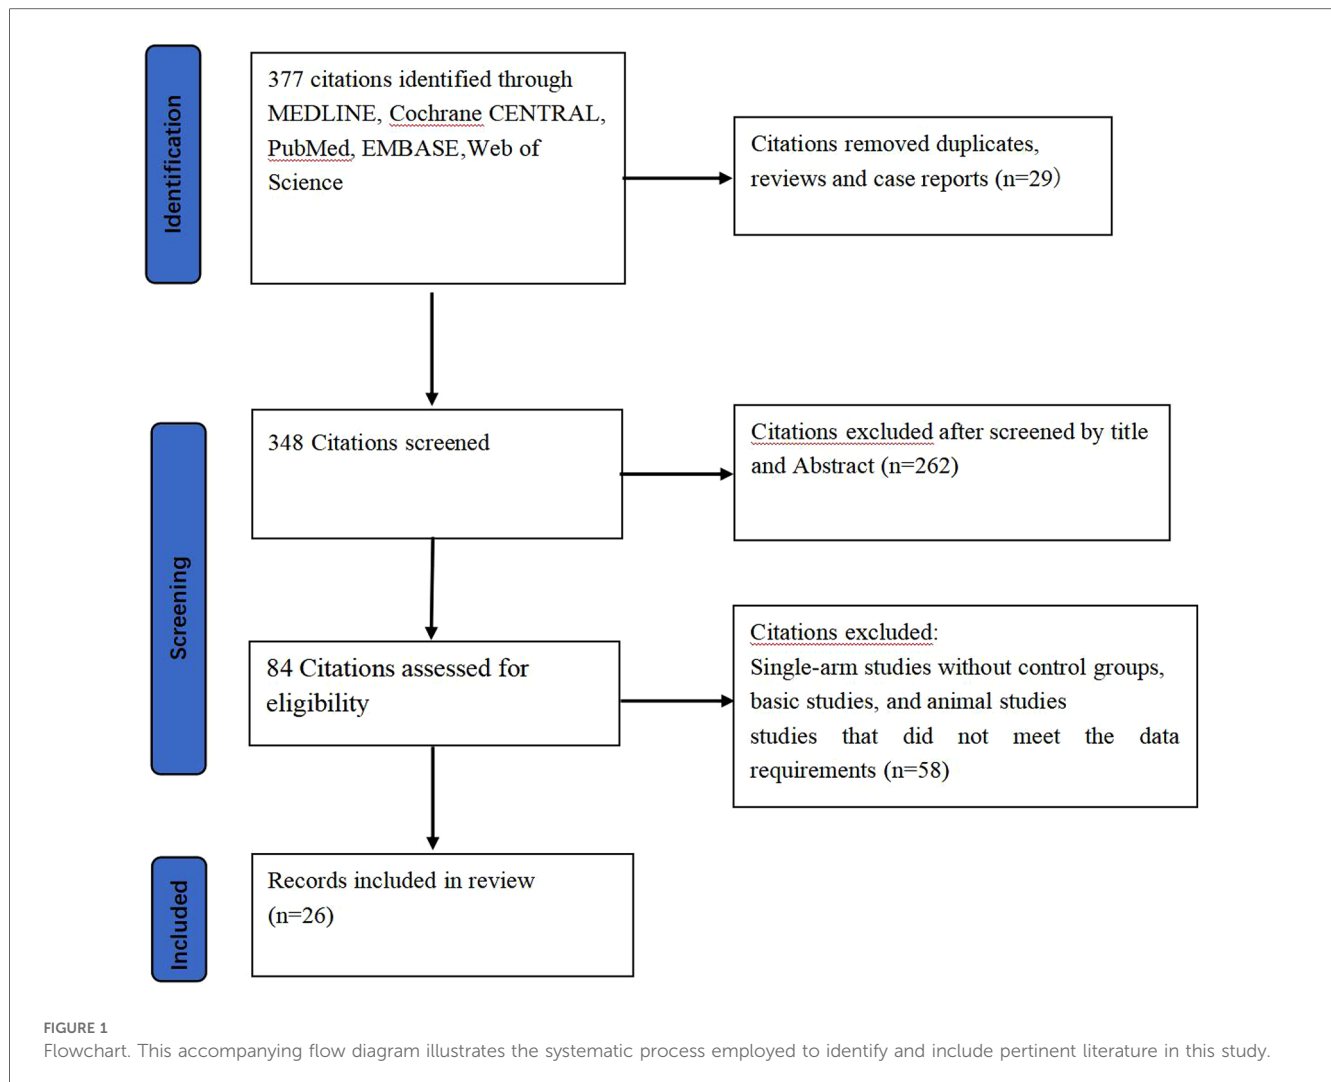 Identification
377 citations identified through
MEDLINE, Cochrane CENTRAL,
PubMed, EMBASE,Web of
Science
Citations removed duplicates,
reviews and case reports (n=29）
Screening
348 Citations screened
Citations excluded after screened by title
and Abstract (n=262)
84 Citations assessed for
eligibility
Citations excluded:
Single-arm studies without control groups,
basic studies, and animal studies
studies that did not meet the data
requirements (n=58)
Included
Records included in review
(n=26)
FIGURE 1
Flowchart. This accompanying flow diagram illustrates the systematic process employed to identify and include pertinent literature in this study.